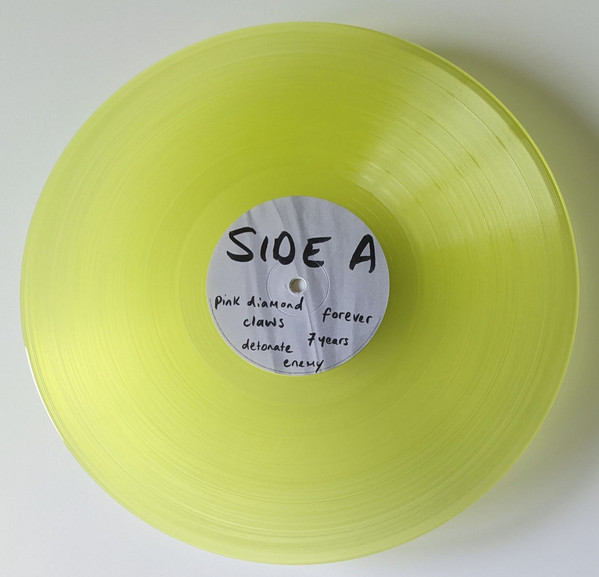 SIDE A
pink diamond
forever
claws
7 years
detonate
enemy